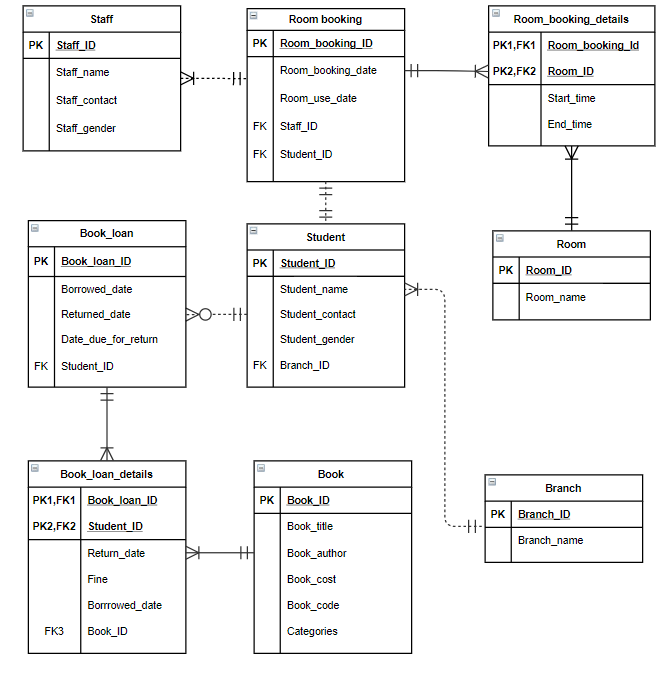 Staff
PK Staff_ID
Staff_name
Staff_contact
Staff_gender
Room booking
PK Room_booking_ID
Room_booking_date
Room_use_date
FK Staff_ID
FK Student_ID
Room_booking_details
PK1,FK1 Room_booking_Id
PK2,FK2 Room_ID
Start_time
End_time
Book_loan
PK Book_loan_ID
Borrowed_date
Returned_date
Date_due_for_return
FK Student_ID
Student
PK Student_ID
Student_name
Student_contact
Student_gender
FK Branch_ID
Room
PK Room_ID
Room_name
Book_loan_details
PK1,FK1 Book_loan_ID
PK2,FK2 Student_ID
Return_date
Fine
Borrrowed_date
FK3 Book_ID
Book
PK Book_ID
Book_title
Book_author
Book_cost
Book_code
Categories
Branch
PK Branch_ID
Branch_name